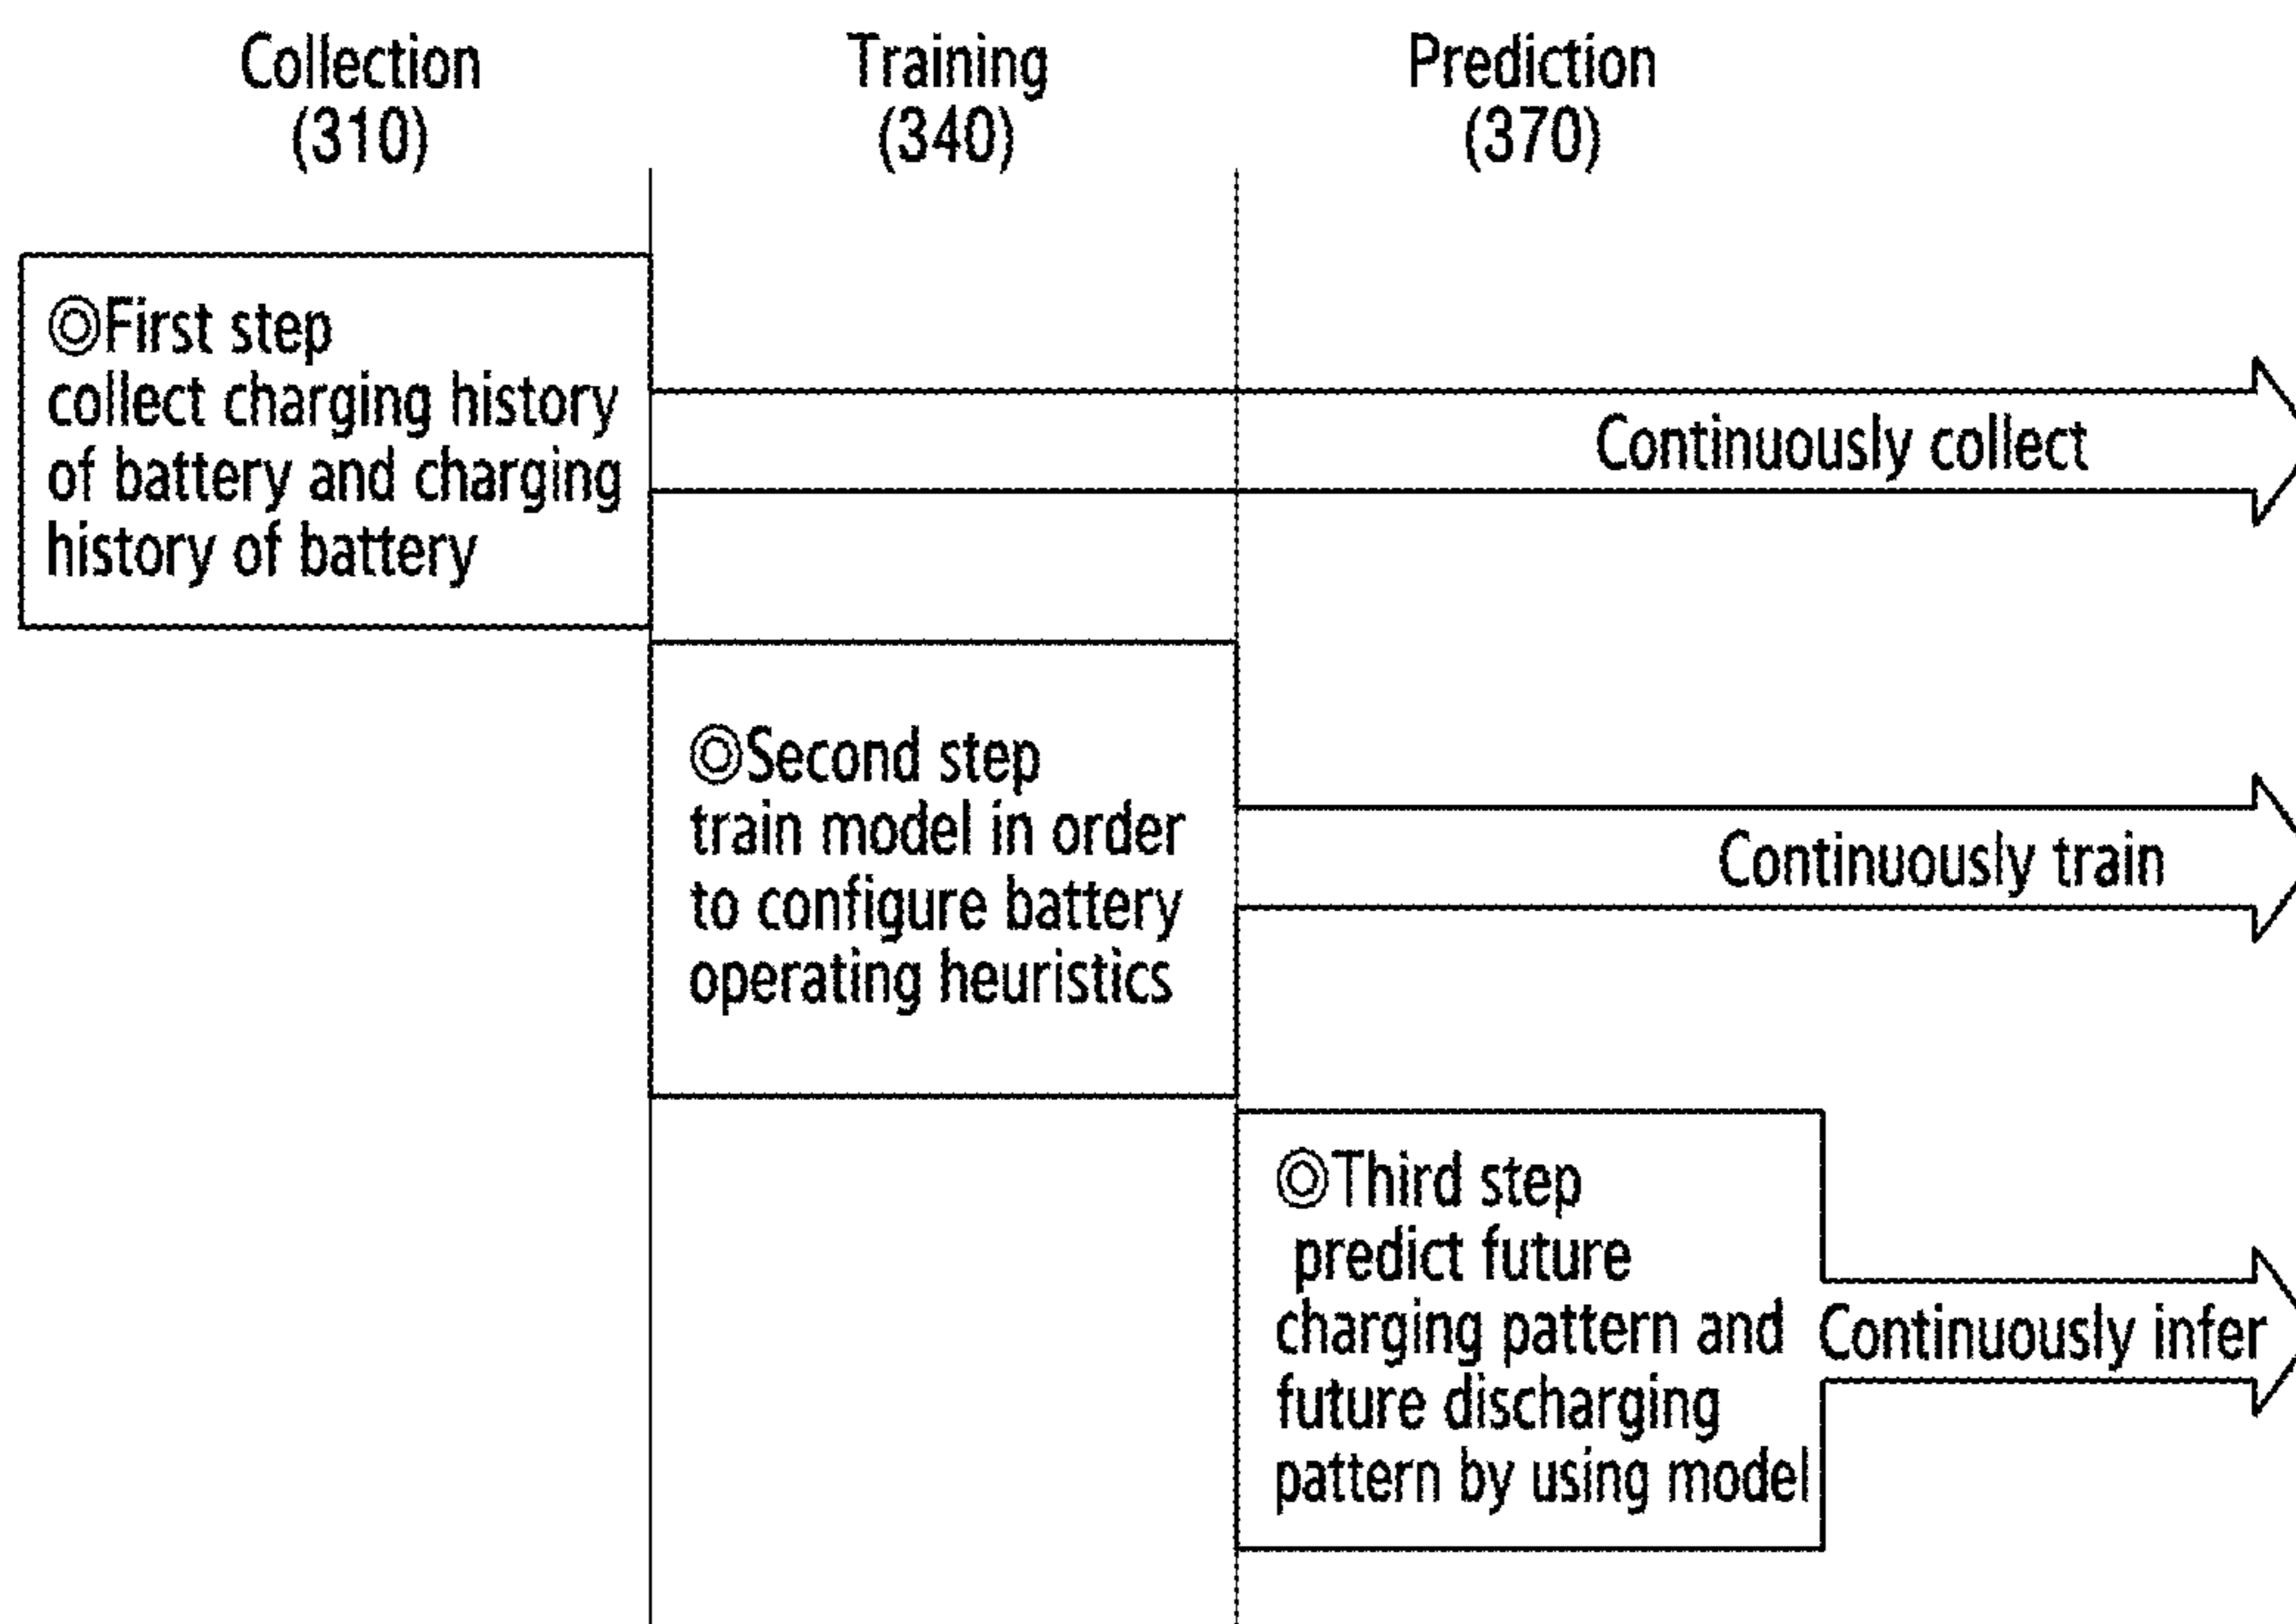 Collection
(310)
Training
(340)
Prediction
(370)
◎First step
collect charging history
of battery and charging
history of battery
Continuously collect
◎Second step
train model in order
to configure battery
operating heuristics
Continuously train
◎Third step
predict future
charging pattern and
future discharging
pattern by using model
Continuously infer